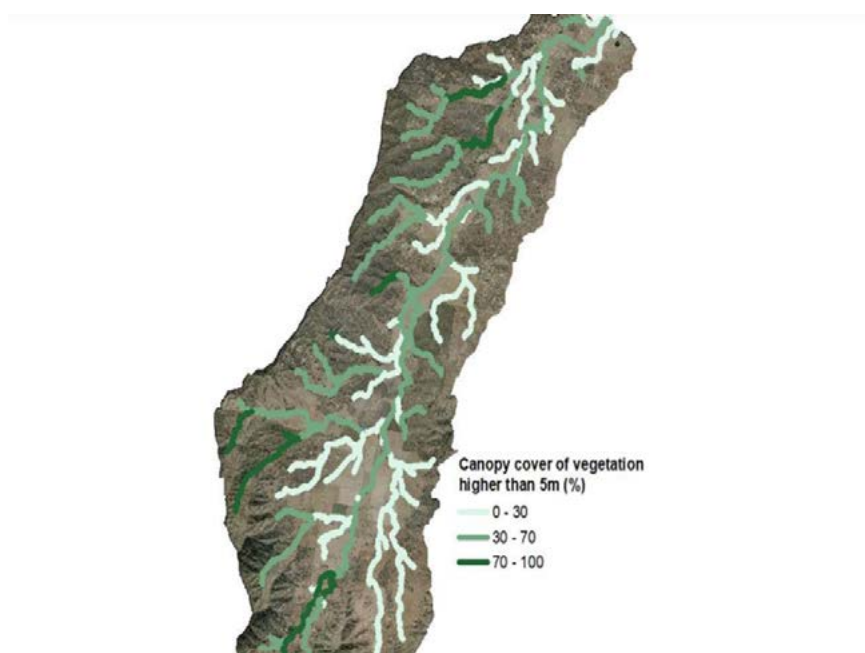 Canopy cover of vegetation
higher than 5m (%)
0 - 30
30 - 70
70 - 100